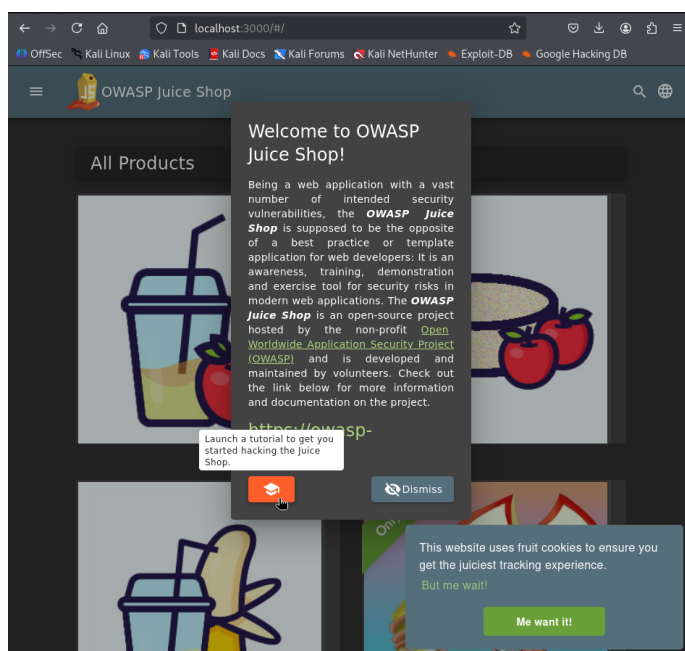 localhost:3000/#/
OffSec Kali Linux Kali Tools Kali Docs Kali Forums Kali NetHunter Exploit-DB Google Hacking DB
OWASP Juice Shop
All Products
Welcome to OWASP
Juice Shop!
Being a web application with a vast
number of intended security
vulnerabilities, the OWASP Juice
Shop is supposed to be the opposite
of a best practice or template
application for web developers: It is an
awareness, training, demonstration
and exercise tool for security risks in
modern web applications. The OWASP
Juice Shop is an open-source project
hosted by the non-profit Open
Worldwide Application Security Project
(OWASP) and is developed and
maintained by volunteers. Check out
the link below for more information
and documentation on the project.
https://owasp-
Launch a tutorial to get you
started hacking the Juice
Shop.
Dismiss
This website uses fruit cookies to ensure you
get the juiciest tracking experience.
But me wait!
Me want it!